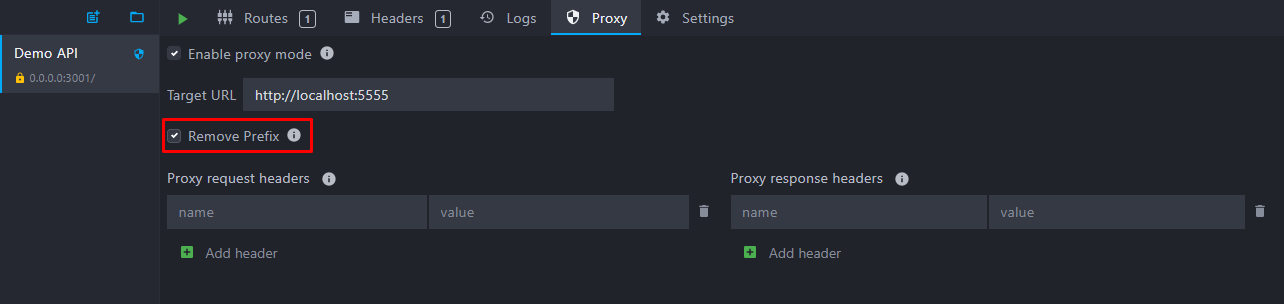 Routes 1 Headers 1 Logs Proxy Settings
Demo API
0.0.0.0:3001/
Enable proxy mode
Target URL http://localhost:5555
Remove Prefix
Proxy request headers Proxy response headers
name value name value
Add header Add header